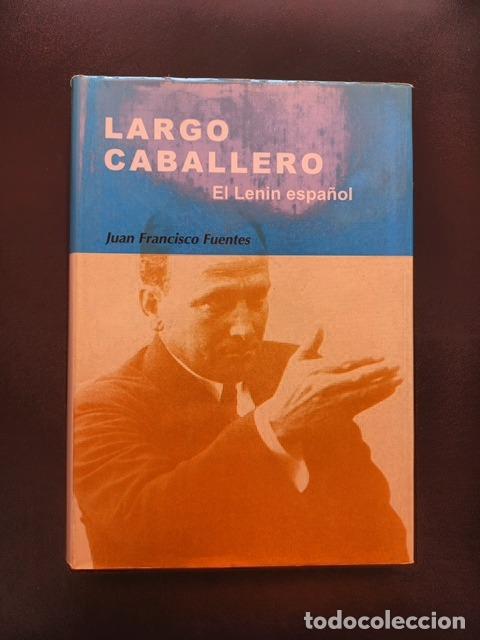 LARGO
CABALLERO
El Lenin español
Juan Francisco Fuentes
todocoleccion